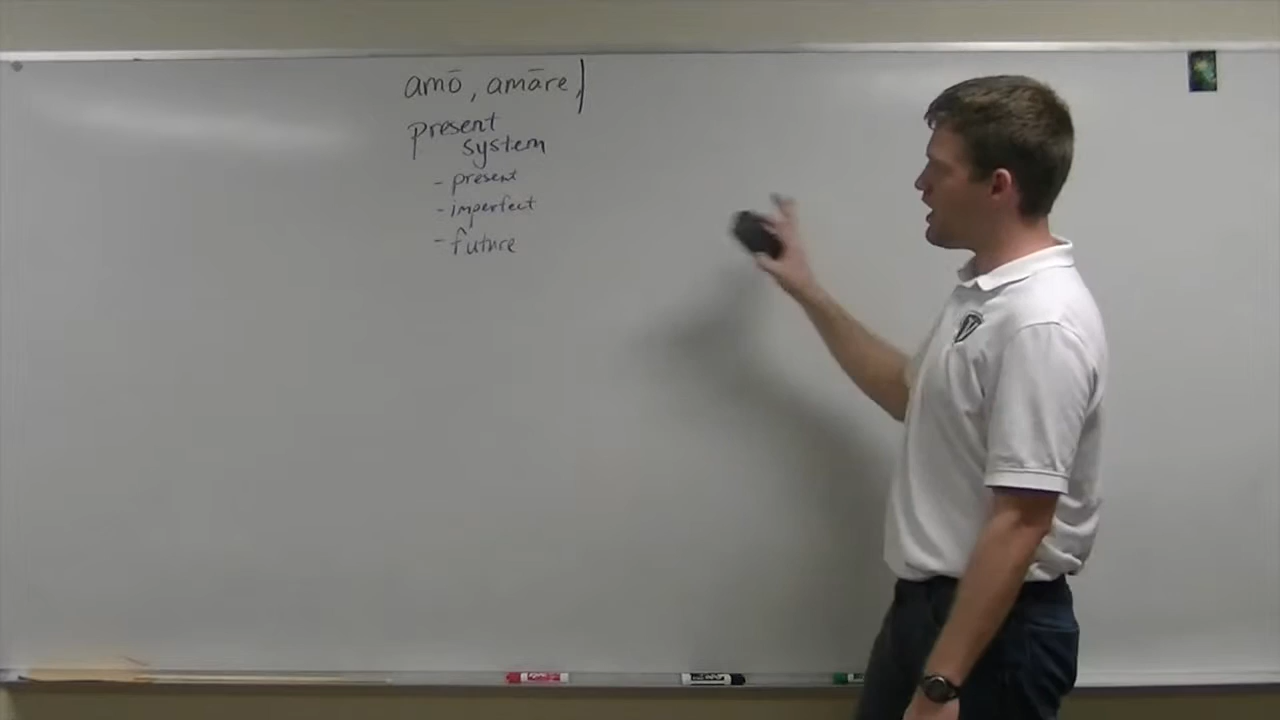 amō, amāre,
present
system
- present
- imperfect
- future